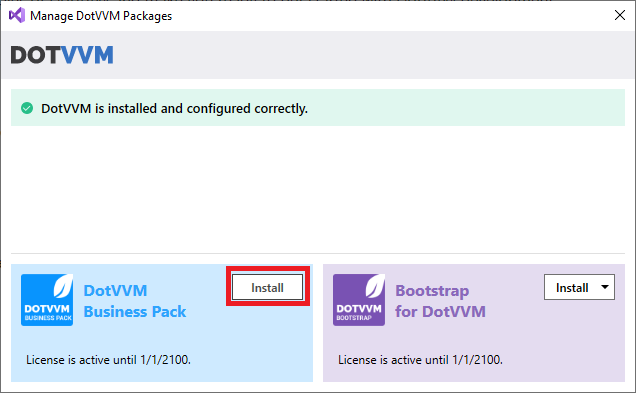 Manage DotVVM Packages
DOTVVM
DotVVM is installed and configured correctly.
DOTVVM
BUSINESS PACK
DotVVM
Business Pack
Install
License is active until 1/1/2100.
DOTVVM
BOOTSTRAP
Bootstrap
for DotVVM
Install
License is active until 1/1/2100.